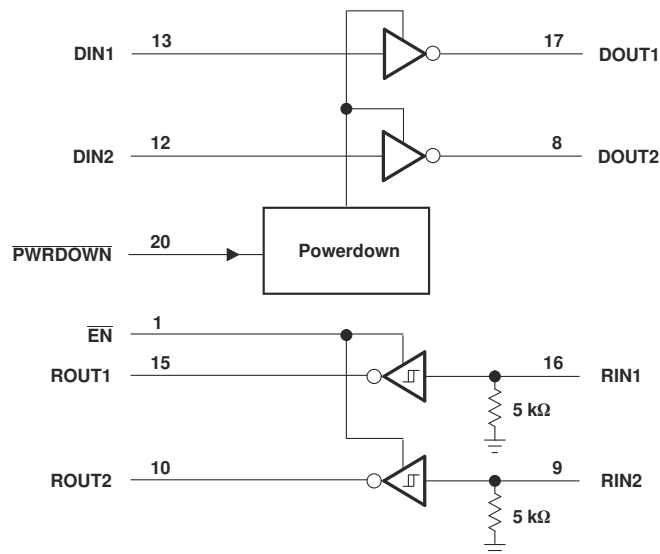 DIN1 13 17 DOUT1
DIN2 12 8 DOUT2
PWRDOWN 20 Powerdown
EN 1
ROUT1 15 16 RIN1
5 kΩ
ROUT2 10 9 RIN2
5 kΩ